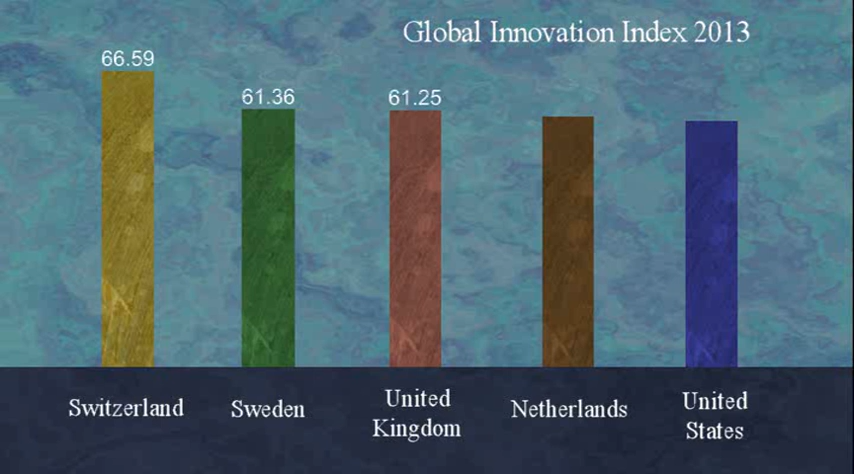 Global Innovation Index 2013
66.59
61.36
61.25
Switzerland
Sweden
United
Kingdom
Netherlands
United
States